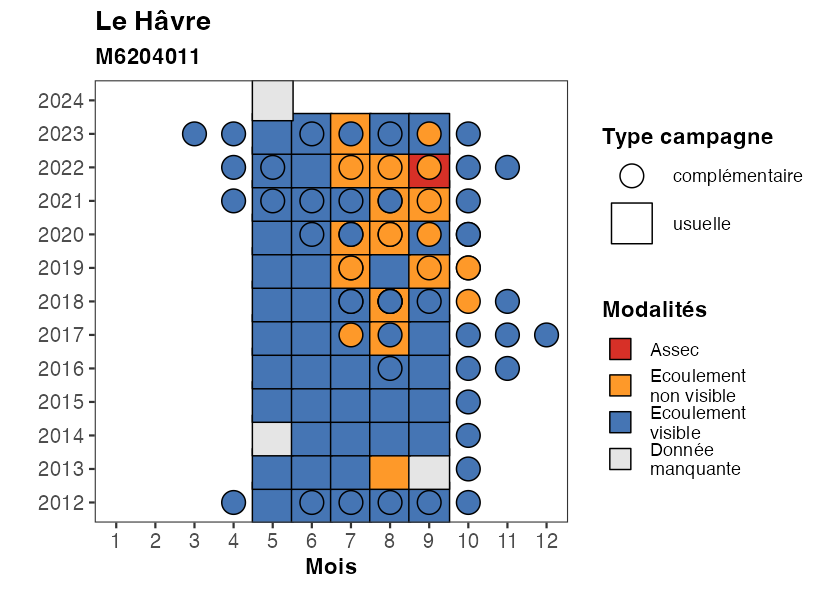 Le Hâvre
M6204011
2024
2023
2022
2021
2020
2019
2018
2017
2016
2015
2014
2013
2012
1 2 3 4 5 6 7 8 9 10 11 12
Mois
Type campagne
complémentaire
usuelle
Modalités
Assec
Ecoulement
non visible
Ecoulement
visible
Donnée
manquante